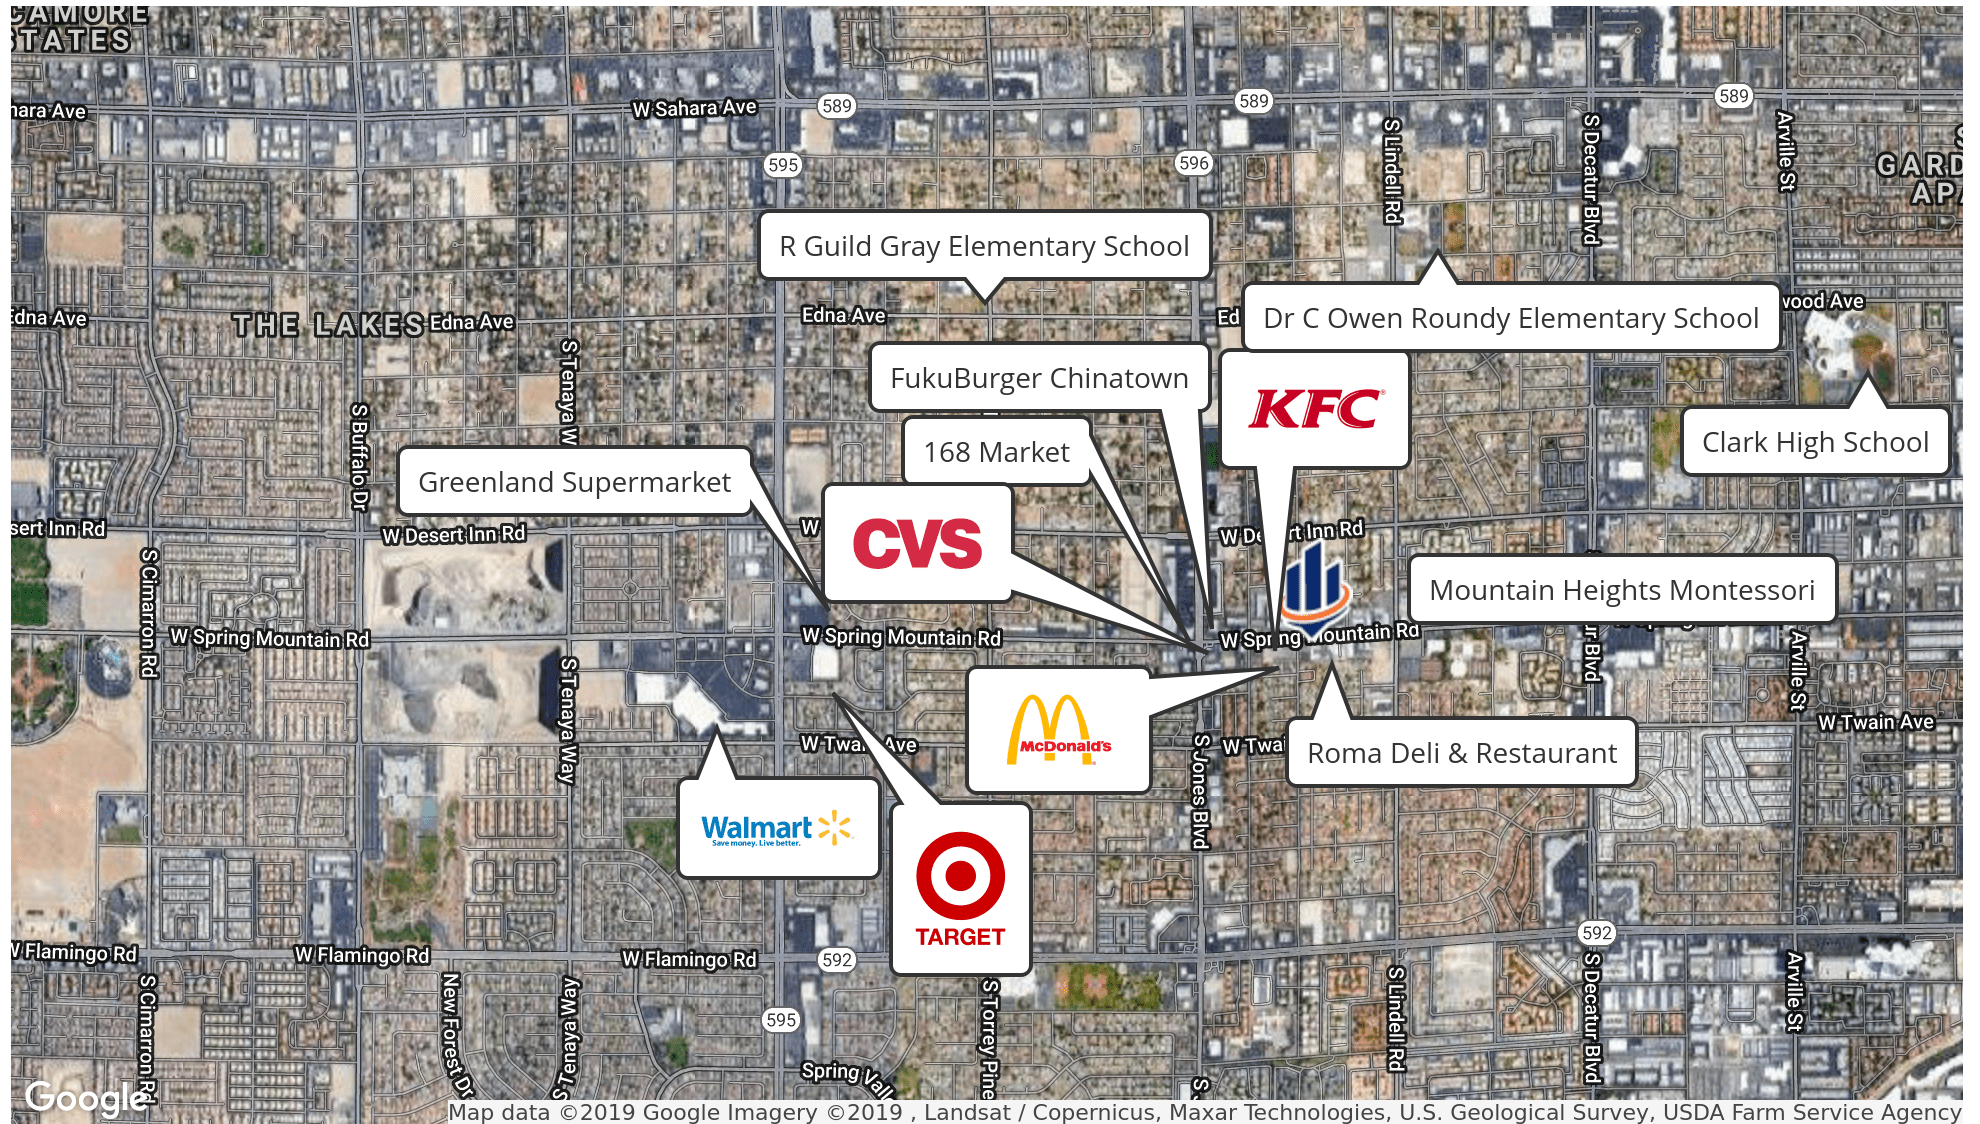 CAMORE
STATES
hara Ave
W Sahara Ave
589
589
589
595
596
S Lindell Rd
S Decatur Blvd
Arville St
GARD
AP
R Guild Gray Elementary School
Dr C Owen Roundy Elementary School
Edna Ave
THE LAKES
Edna Ave
Edna Ave
Ed
wood Ave
FukuBurger Chinatown
KFC
168 Market
Clark High School
S Buffalo Dr
S Tenaya W
Greenland Supermarket
CVS
sert Inn Rd
W Desert Inn Rd
W
W De
rt Inn Rd
S Cimarron Rd
Mountain Heights Montessori
W Spring Mountain Rd
W Spring Mountain Rd
W Spring Mountain Rd
S Tenaya Way
ur Blvd
Arville St
McDonald's
W Twain Ave
W Twai
W Twain Ave
Roma Deli & Restaurant
S Jones Blvd
Walmart
Save money. Live better.
TARGET
W Flamingo Rd
W Flamingo Rd
W Flamingo Rd
592
592
S Cimarron Rd
New Forest Dr
S Tenaya Way
595
S Torrey Pine
S Lindell Rd
S Decatur Blvd
Arville St
Spring Vall
S
Google
Map data ©2019 Google Imagery ©2019 , Landsat / Copernicus, Maxar Technologies, U.S. Geological Survey, USDA Farm Service Agency